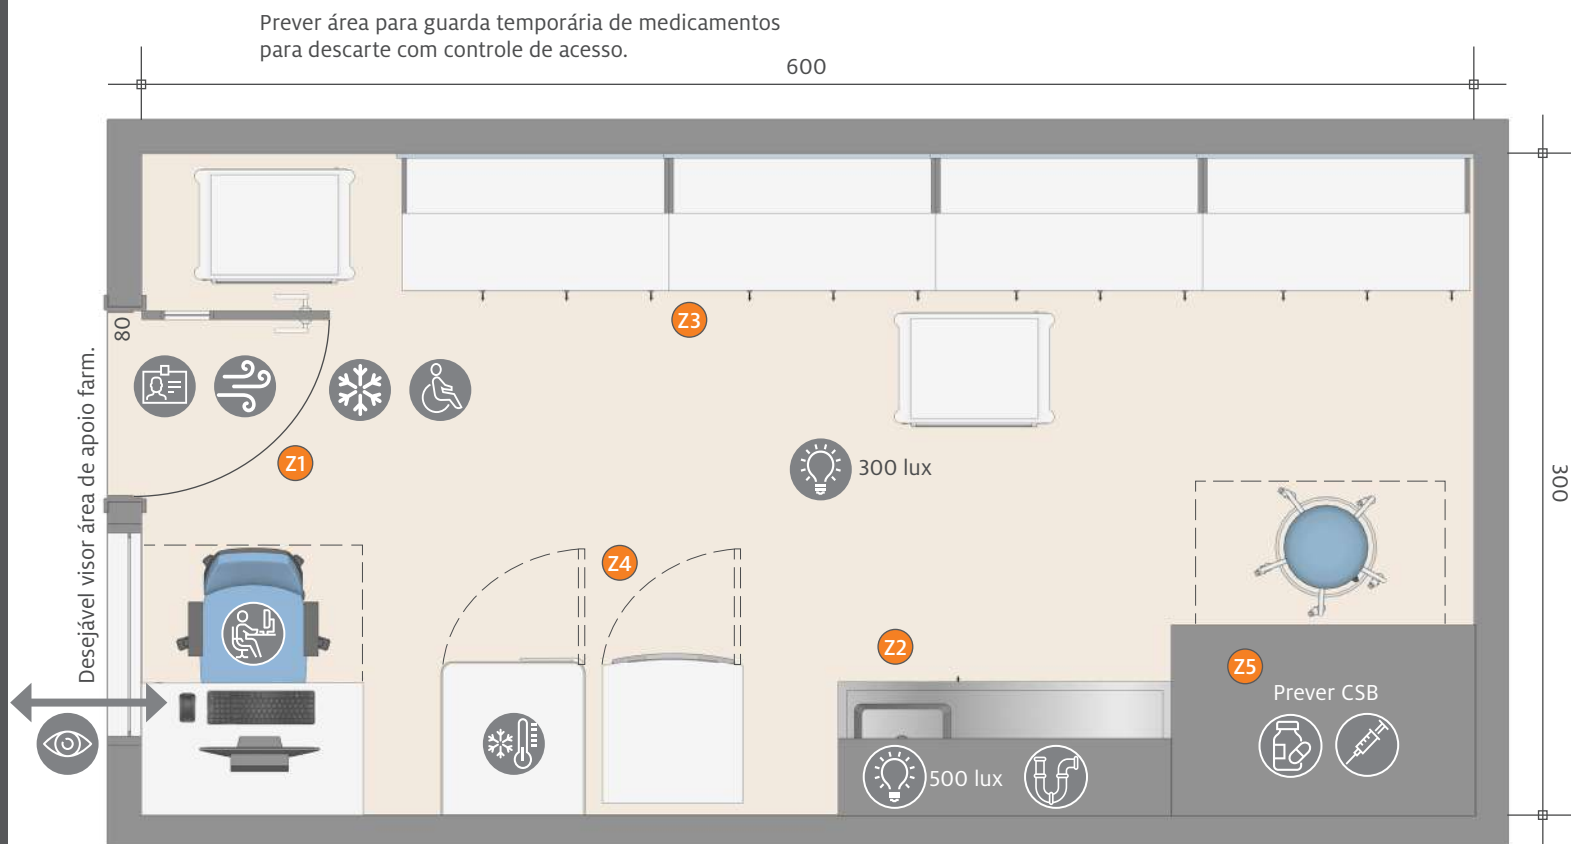 Prever área para guarda temporária de medicamentos
para descarte com controle de acesso.
600
80
Z3
Desejável visor área de apoio farm.
Z1
300 lux
300
Z4
Z2
Z5
Prever CSB
500 lux